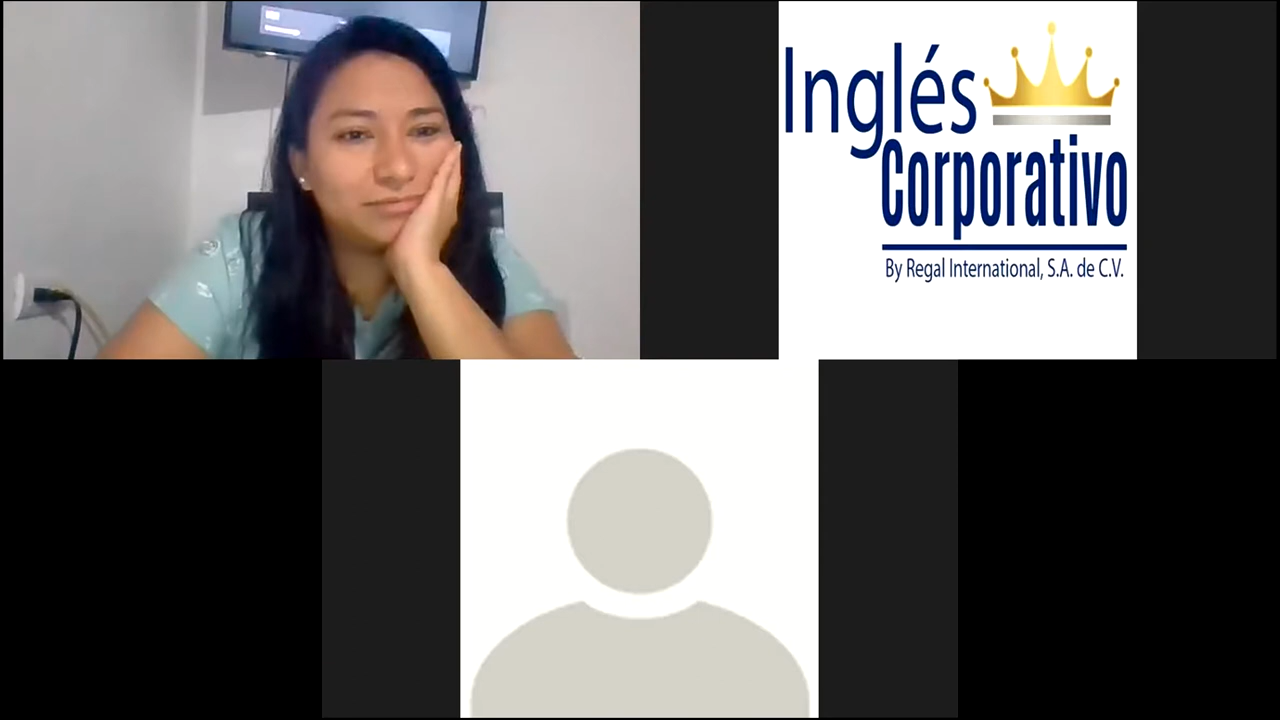 Inglés
Corporativo
By Regal International, S.A. de C.V.